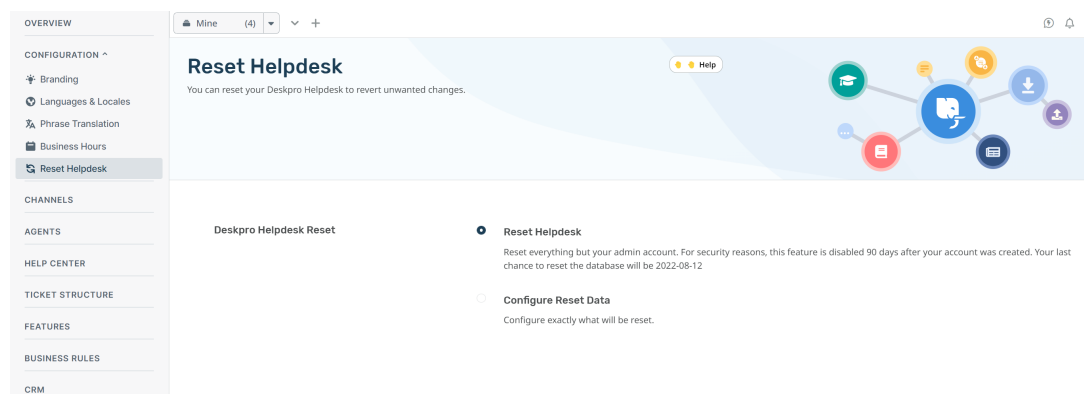 OVERVIEW
CONFIGURATION ^
Branding
Languages & Locales
Phrase Translation
Business Hours
Reset Helpdesk
CHANNELS
AGENTS
HELP CENTER
TICKET STRUCTURE
FEATURES
BUSINESS RULES
CRM
Mine (4)
Reset Helpdesk
You can reset your Deskpro Helpdesk to revert unwanted changes.
Help
Deskpro Helpdesk Reset
Reset Helpdesk
Reset everything but your admin account. For security reasons, this feature is disabled 90 days after your account was created. Your last
chance to reset the database will be 2022-08-12
Configure Reset Data
Configure exactly what will be reset.